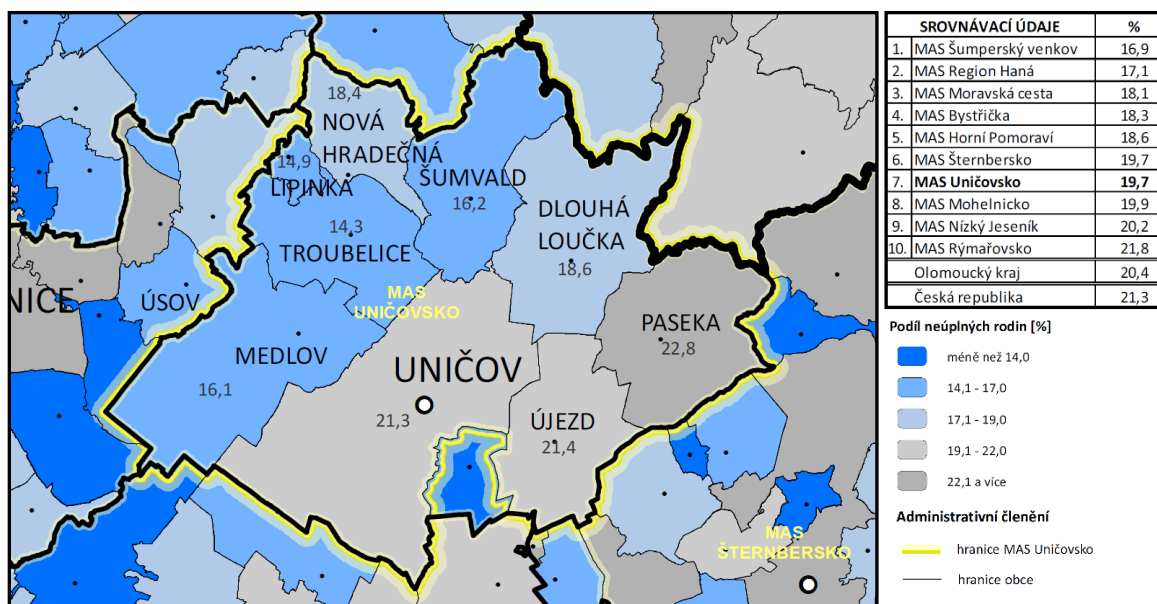 18,4
NOVÁ
HRADEČNÁ
14,9
LIPINKA
ŠUMVALD
16,2
14,3
TROUBELICE
DLOUHÁ
LOUČKA
18,6
NICE
ÚSOV
MAS
UNIČOVSKO
PASEKA
22,8
MEDLOV
16,1
UNIČOV
21,3
ÚJEZD
21,4
MAS
ŠTERNBERSKO
SROVNÁVACÍ ÚDAJE %
1. MAS Šumperský venkov 16,9
2. MAS Region Haná 17,1
3. MAS Moravská cesta 18,1
4. MAS Bystřička 18,3
5. MAS Horní Pomoraví 18,6
6. MAS Šternbersko 19,7
7. MAS Uničovsko 19,7
8. MAS Mohelnicko 19,9
9. MAS Nízký Jeseník 20,2
10. MAS Rýmařovsko 21,8
Olomoucký kraj 20,4
Česká republika 21,3
Podíl neúplných rodin [%]
méně než 14,0
14,1 - 17,0
17,1 - 19,0
19,1 - 22,0
22,1 a více
Administrativní členění
hranice MAS Uničovsko
hranice obce